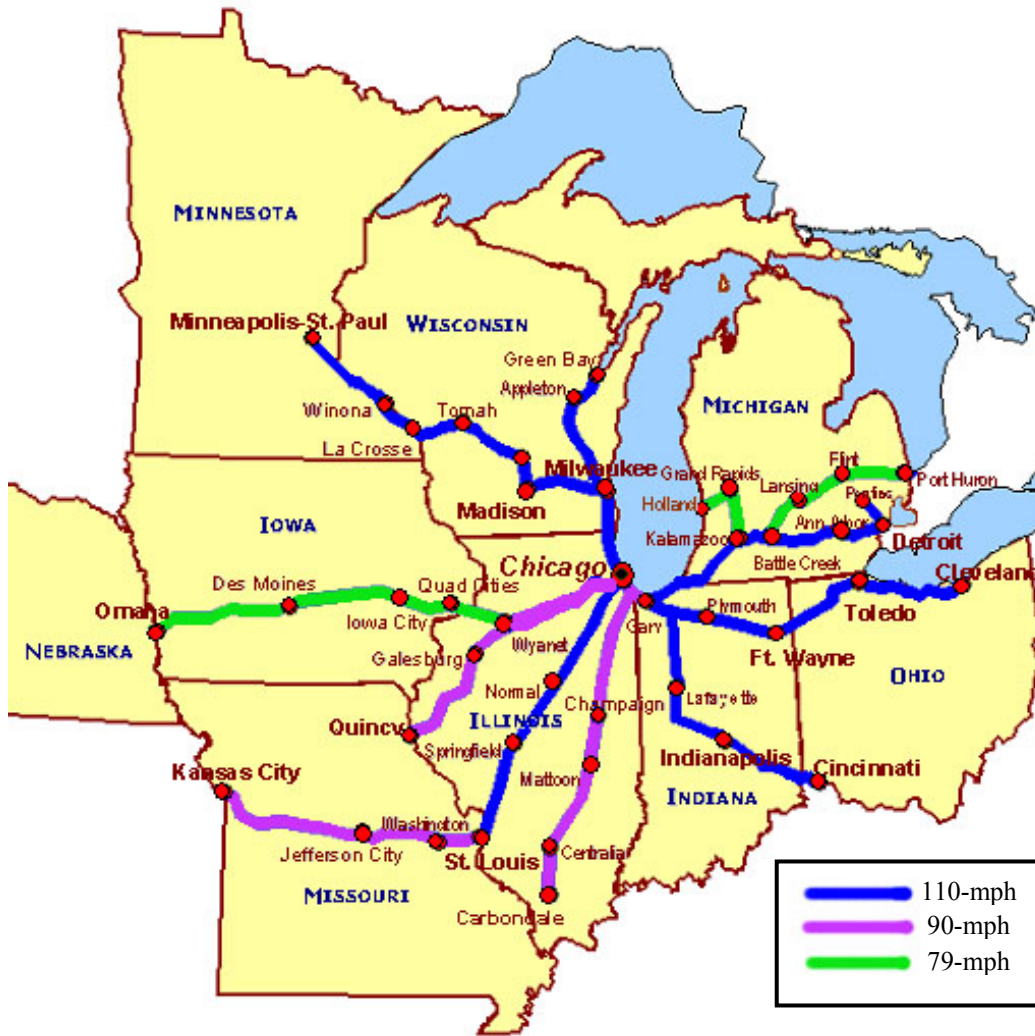 MINNESOTA
Minneapolis-St. Paul
WISCONSIN
Green Bay
Appleton
MICHIGAN
Winona
Tomah
La Crosse
Milwaukee
Grand Rapids
Lansing
Flint
Port Huron
Madison
Holland
Ann Arbor
IOWA
Kalamazoo
Detroit
Chicago
Battle Creek
Cleveland
Des Moines
Quad Cities
Omaha
Iowa City
Gary
Plymouth
Toledo
NEBRASKA
Wyanet
Ft. Wayne
Galesburg
OHIO
Normal
Lafayette
Champaign
Quincy
ILLINOIS
Springfield
Indianapolis
Kansas City
Mattoon
Cincinnati
INDIANA
Washington
Jefferson City
St. Louis
Centralia
MISSOURI
Carbondale
110-mph
90-mph
79-mph